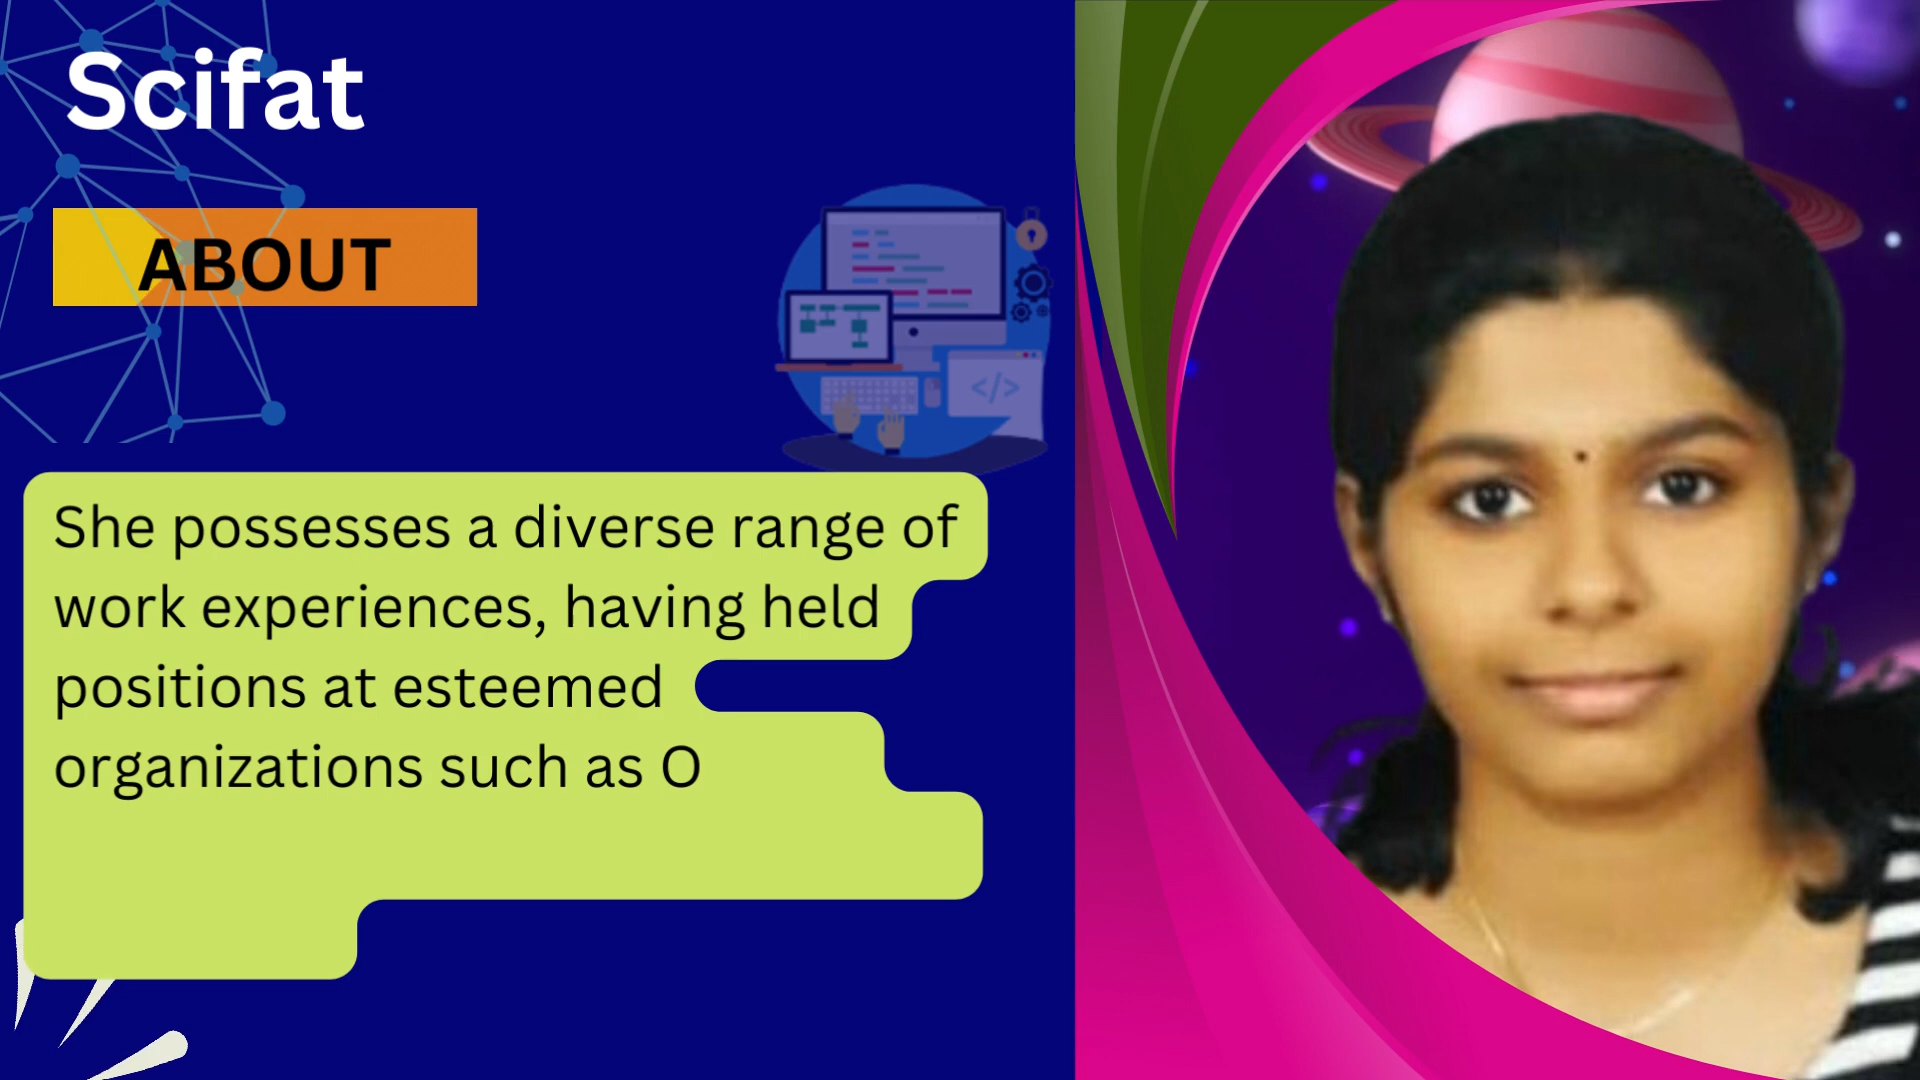 Scifat
ABOUT
She possesses a diverse range of
work experiences, having held
positions at esteemed
organizations such as O